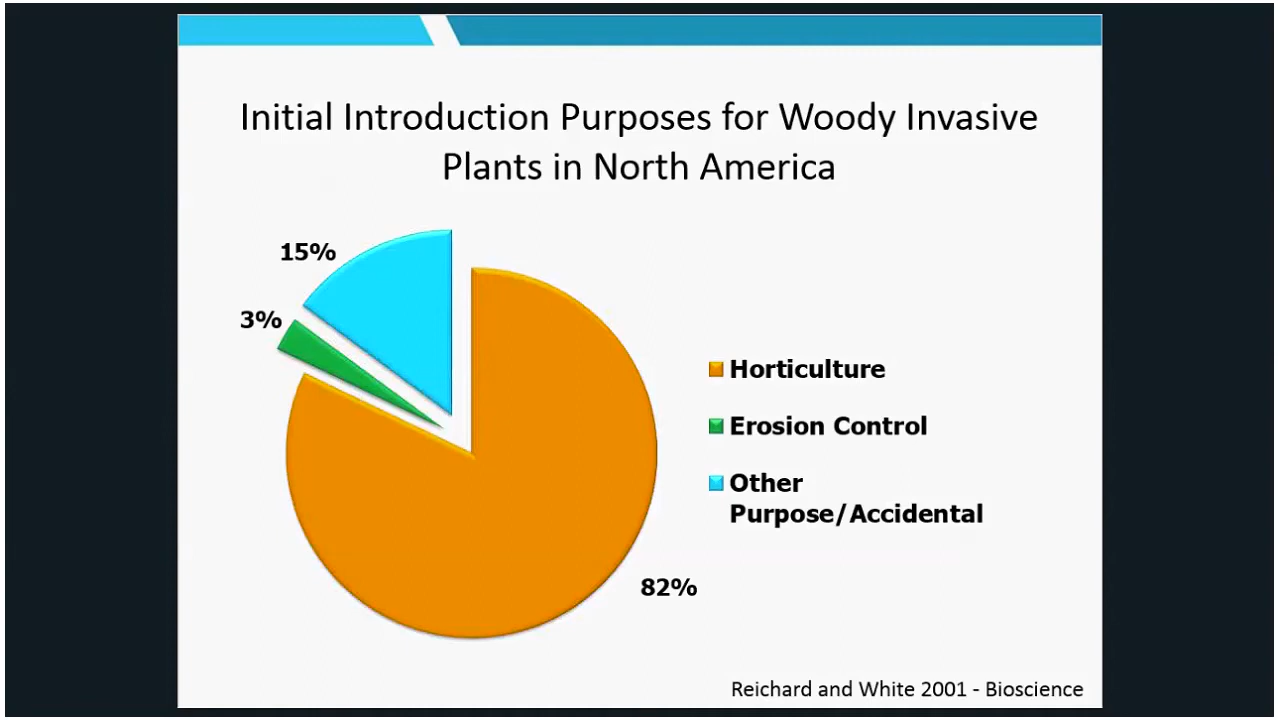 Initial Introduction Purposes for Woody Invasive
Plants in North America
15%
3%
Horticulture
Erosion Control
Other
Purpose/Accidental
82%
Reichard and White 2001 - Bioscience